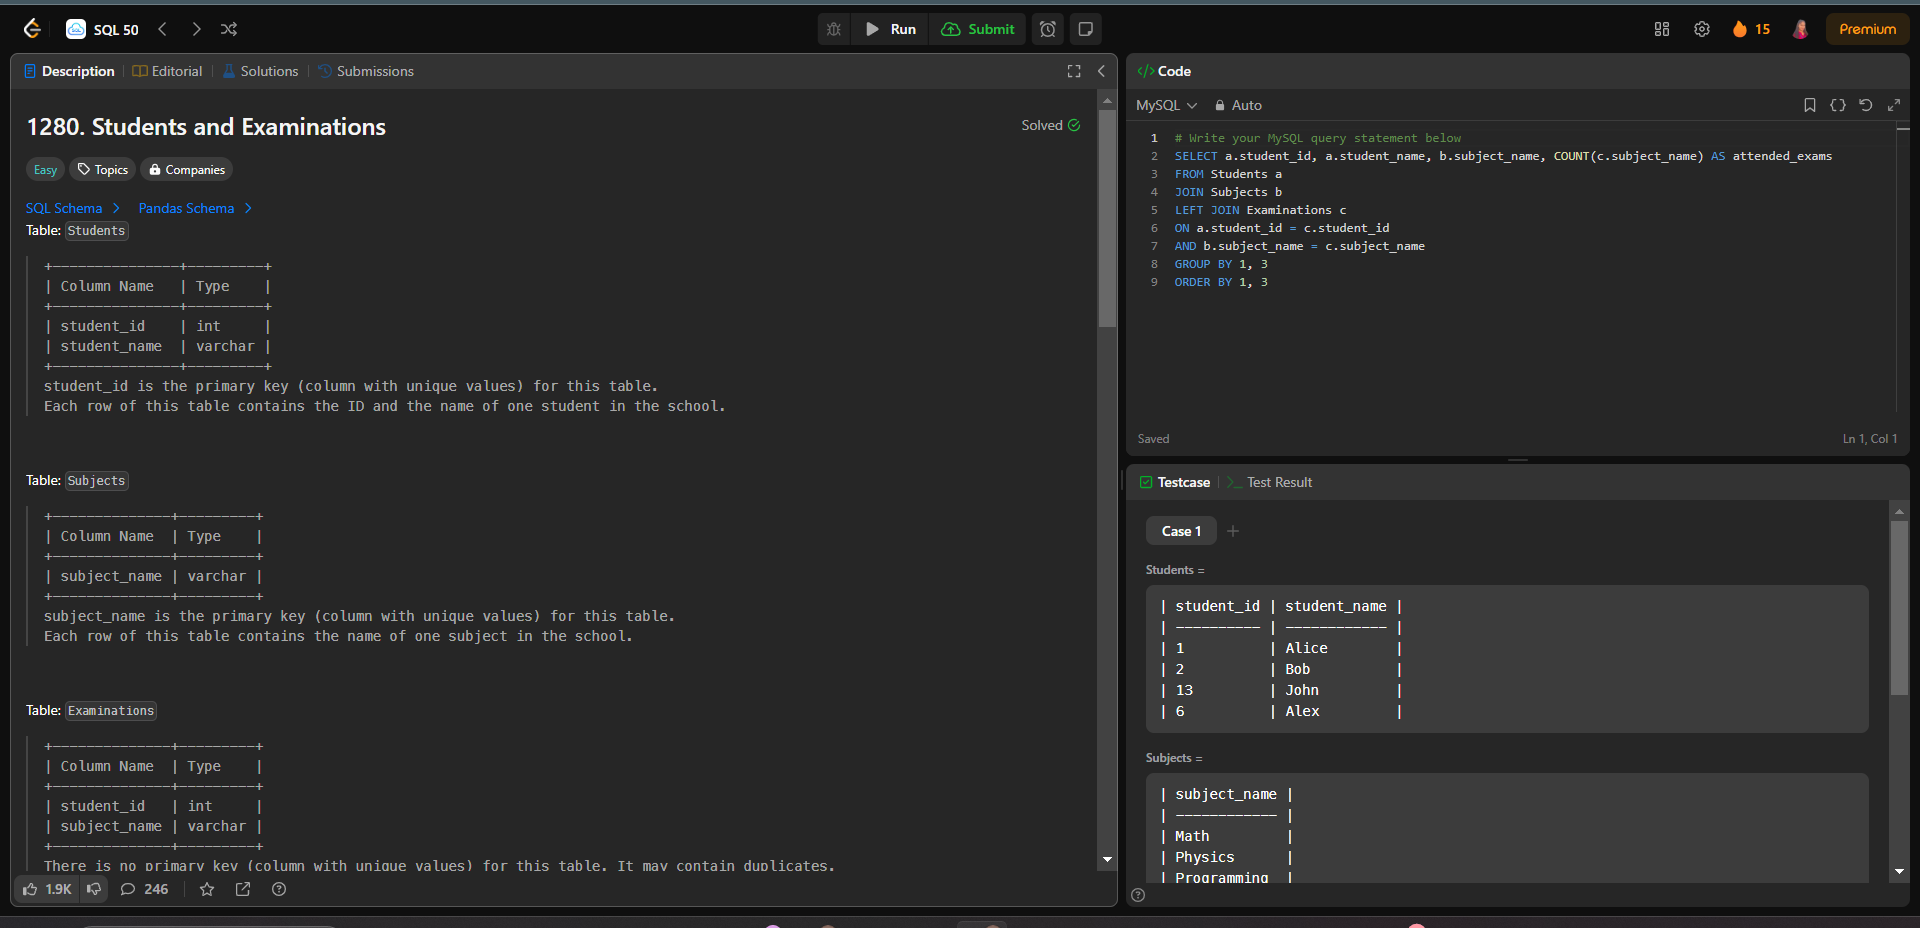 SQL 50
Run
Submit
15
Premium
Description
Editorial
Solutions
Submissions
1280. Students and Examinations
Solved
Easy
Topics
Companies
SQL Schema
Pandas Schema
Table: Students
+---------------+---------+
| Column Name   | Type    |
+---------------+---------+
| student_id    | int     |
| student_name  | varchar |
+---------------+---------+
student_id is the primary key (column with unique values) for this table.
Each row of this table contains the ID and the name of one student in the school.
Table: Subjects
+--------------+---------+
| Column Name  | Type    |
+--------------+---------+
| subject_name | varchar |
+--------------+---------+
subject_name is the primary key (column with unique values) for this table.
Each row of this table contains the name of one subject in the school.
Table: Examinations
+--------------+---------+
| Column Name  | Type    |
+--------------+---------+
| student_id   | int     |
| subject_name | varchar |
+--------------+---------+
There is no primary key (column with unique values) for this table. It may contain duplicates.
1.9K
246
Code
MySQL
Auto
1 # Write your MySQL query statement below
2 SELECT a.student_id, a.student_name, b.subject_name, COUNT(c.subject_name) AS attended_exams
3 FROM Students a
4 JOIN Subjects b
5 LEFT JOIN Examinations c
6 ON a.student_id = c.student_id
7 AND b.subject_name = c.subject_name
8 GROUP BY 1, 3
9 ORDER BY 1, 3
Saved
Ln 1, Col 1
Testcase
Test Result
Case 1
Students =
| student_id | student_name |
| ---------- | ------------ |
| 1          | Alice        |
| 2          | Bob          |
| 13         | John         |
| 6          | Alex         |
Subjects =
| subject_name |
| ------------ |
| Math         |
| Physics      |
| Programming  |